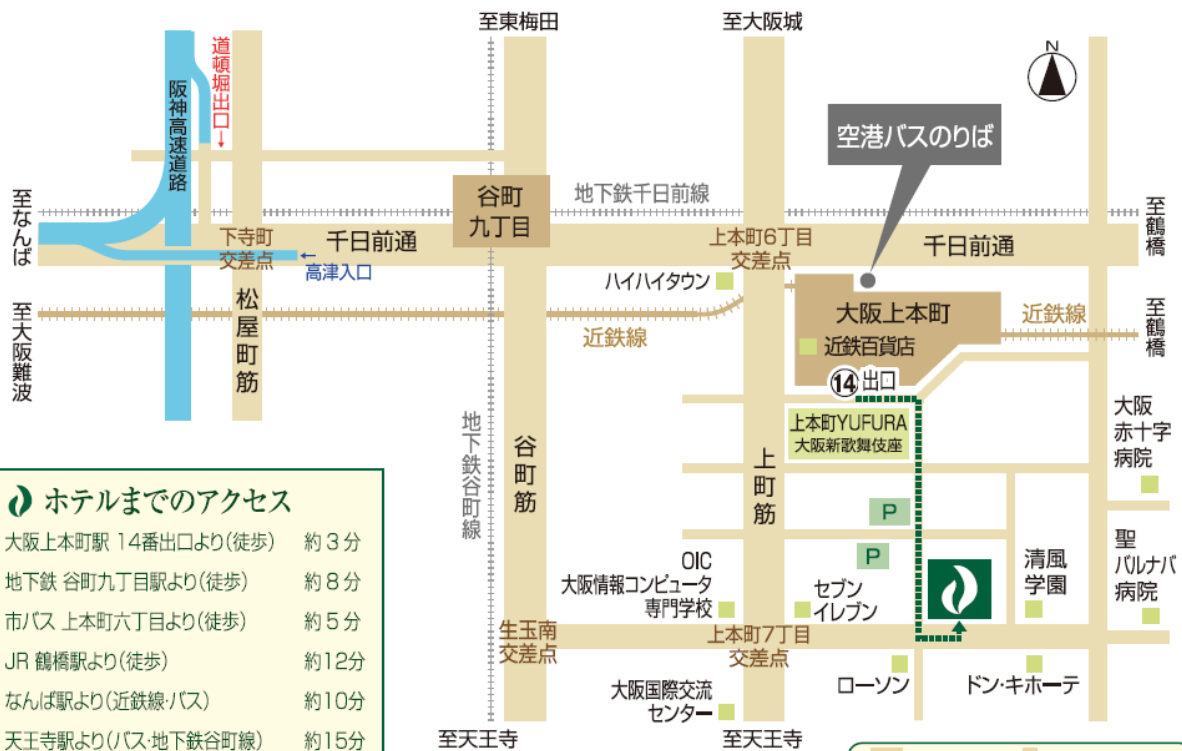 至東梅田
至大阪城
N
道頓堀出口
↓
阪神高速道路
空港バスのりば
至なんば
谷町
九丁目
地下鉄千日前線
至鶴橋
下寺町
交差点
千日前通
上本町6丁目
交差点
千日前通
←
高津入口
ハイハイタウン
至大阪難波
松屋町筋
近鉄線
大阪上本町
近鉄百貨店
近鉄線
至鶴橋
⑭出口
地下鉄谷町線
谷町筋
上町筋
上本町YUFURA
大阪新歌舞伎座
大阪
赤十字
病院
P
P
OIC
大阪情報コンピュータ
専門学校
セブン
イレブン
清風
学園
聖
バルナバ
病院
生玉南
交差点
上本町7丁目
交差点
ローソン
ドン・キホーテ
大阪国際交流
センター
至天王寺
至天王寺
ホテルまでのアクセス
大阪上本町駅 14番出口より(徒歩) 約3分
地下鉄 谷町九丁目駅より(徒歩) 約8分
市バス 上本町六丁目より(徒歩) 約5分
JR 鶴橋駅より(徒歩) 約12分
なんば駅より(近鉄線・バス) 約10分
天王寺駅より(バス・地下鉄谷町線) 約15分